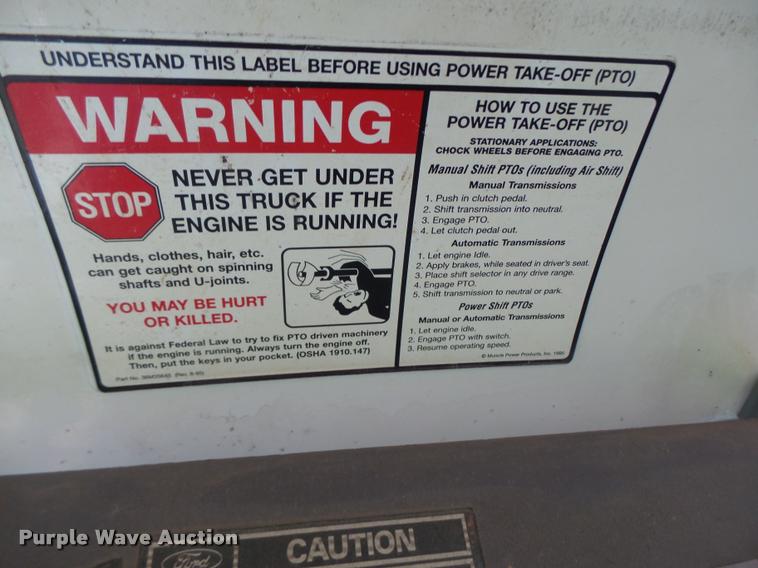 UNDERSTAND THIS LABEL BEFORE USING POWER TAKE-OFF (PTO)
WARNING
STOP
NEVER GET UNDER
THIS TRUCK IF THE
ENGINE IS RUNNING!
Hands, clothes, hair, etc.
can get caught on spinning
shafts and U-joints.
YOU MAY BE HURT
OR KILLED.
It is against Federal Law to try to fix PTO driven machinery
if the engine is running. Always turn the engine off.
Then, put the keys in your pocket. (OSHA 1910.147)
Part No.
HOW TO USE THE
POWER TAKE-OFF (PTO)
STATIONARY APPLICATIONS:
CHOCK WHEELS BEFORE ENGAGING PTO.
Manual Shift PTOs (including Air Shift)
Manual Transmissions
1. Push in clutch pedal.
2. Shift transmission into neutral.
3. Engage PTO.
4. Let clutch pedal out.
Automatic Transmissions
1. Let engine Idle.
2. Apply brakes, while seated in driver's seat.
3. Place shift selector in any drive range.
4. Engage PTO.
5. Shift transmission to neutral or park.
Power Shift PTOs
Manual or Automatic Transmissions
1. Let engine idle.
2. Engage PTO with switch.
3. Resume operating speed.
© Muncie Power Products, Inc. 1995
Ford
CAUTION
Purple Wave Auction